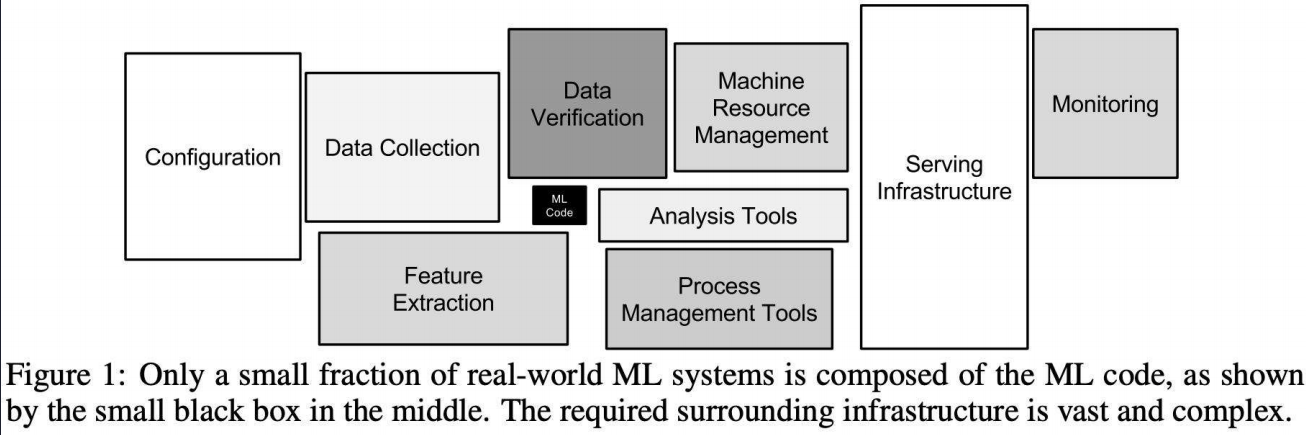 Configuration
Data Collection
Data
Verification
Machine
Resource
Management
Serving
Infrastructure
Monitoring
ML
Code
Analysis Tools
Feature
Extraction
Process
Management Tools
Figure 1: Only a small fraction of real-world ML systems is composed of the ML code, as shown
by the small black box in the middle. The required surrounding infrastructure is vast and complex.